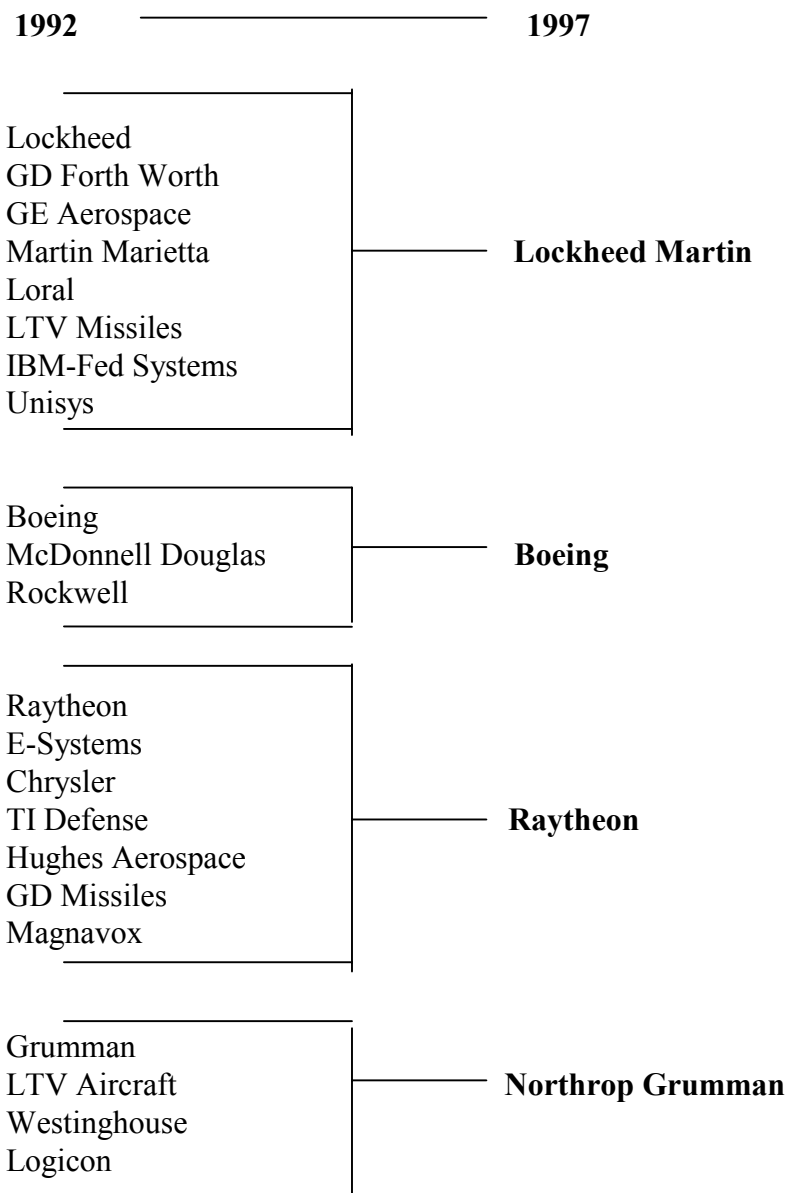 1992 1997
Lockheed
GD Forth Worth
GE Aerospace
Martin Marietta
Lockheed Martin
Loral
LTV Missiles
IBM-Fed Systems
Unisys
Boeing
McDonnell Douglas
Boeing
Rockwell
Raytheon
E-Systems
Chrysler
TI Defense
Raytheon
Hughes Aerospace
GD Missiles
Magnavox
Grumman
LTV Aircraft
Northrop Grumman
Westinghouse
Logicon